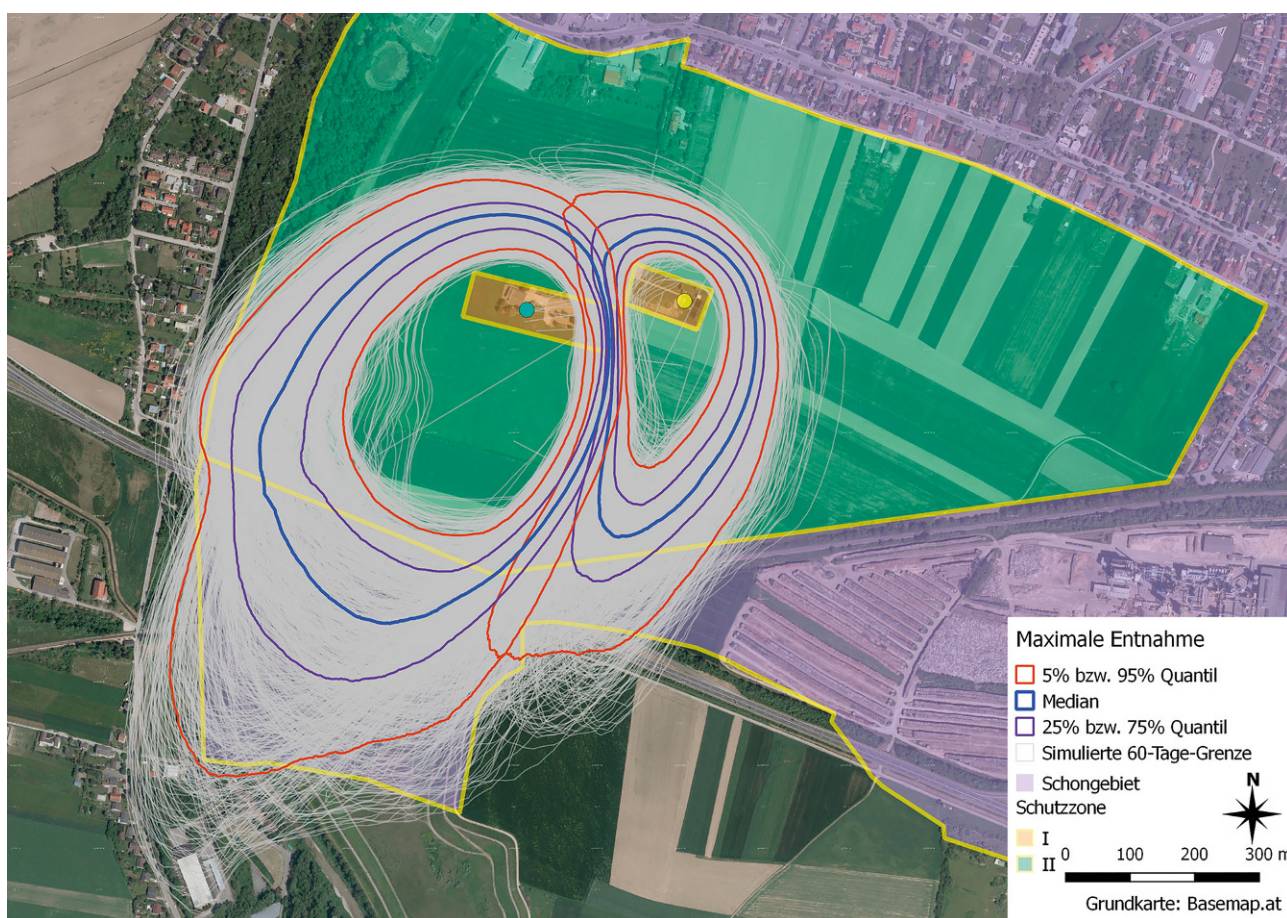 Maximale Entnahme
5% bzw. 95% Quantil
Median
25% bzw. 75% Quantil
Simulierte 60-Tage-Grenze
Schongebiet
Schutzzone
I
II
N
0 100 200 300 m
Grundkarte: Basemap.at